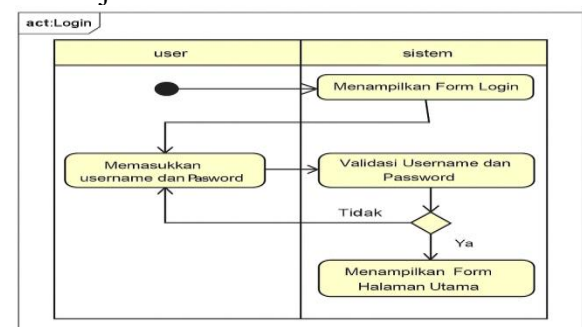 act:Login
user
sistem
Menampilkan Form Login
Memasukkan
username dan Pasword
Validasi Username dan
Password
Tidak
Ya
Menampilkan Form
Halaman Utama